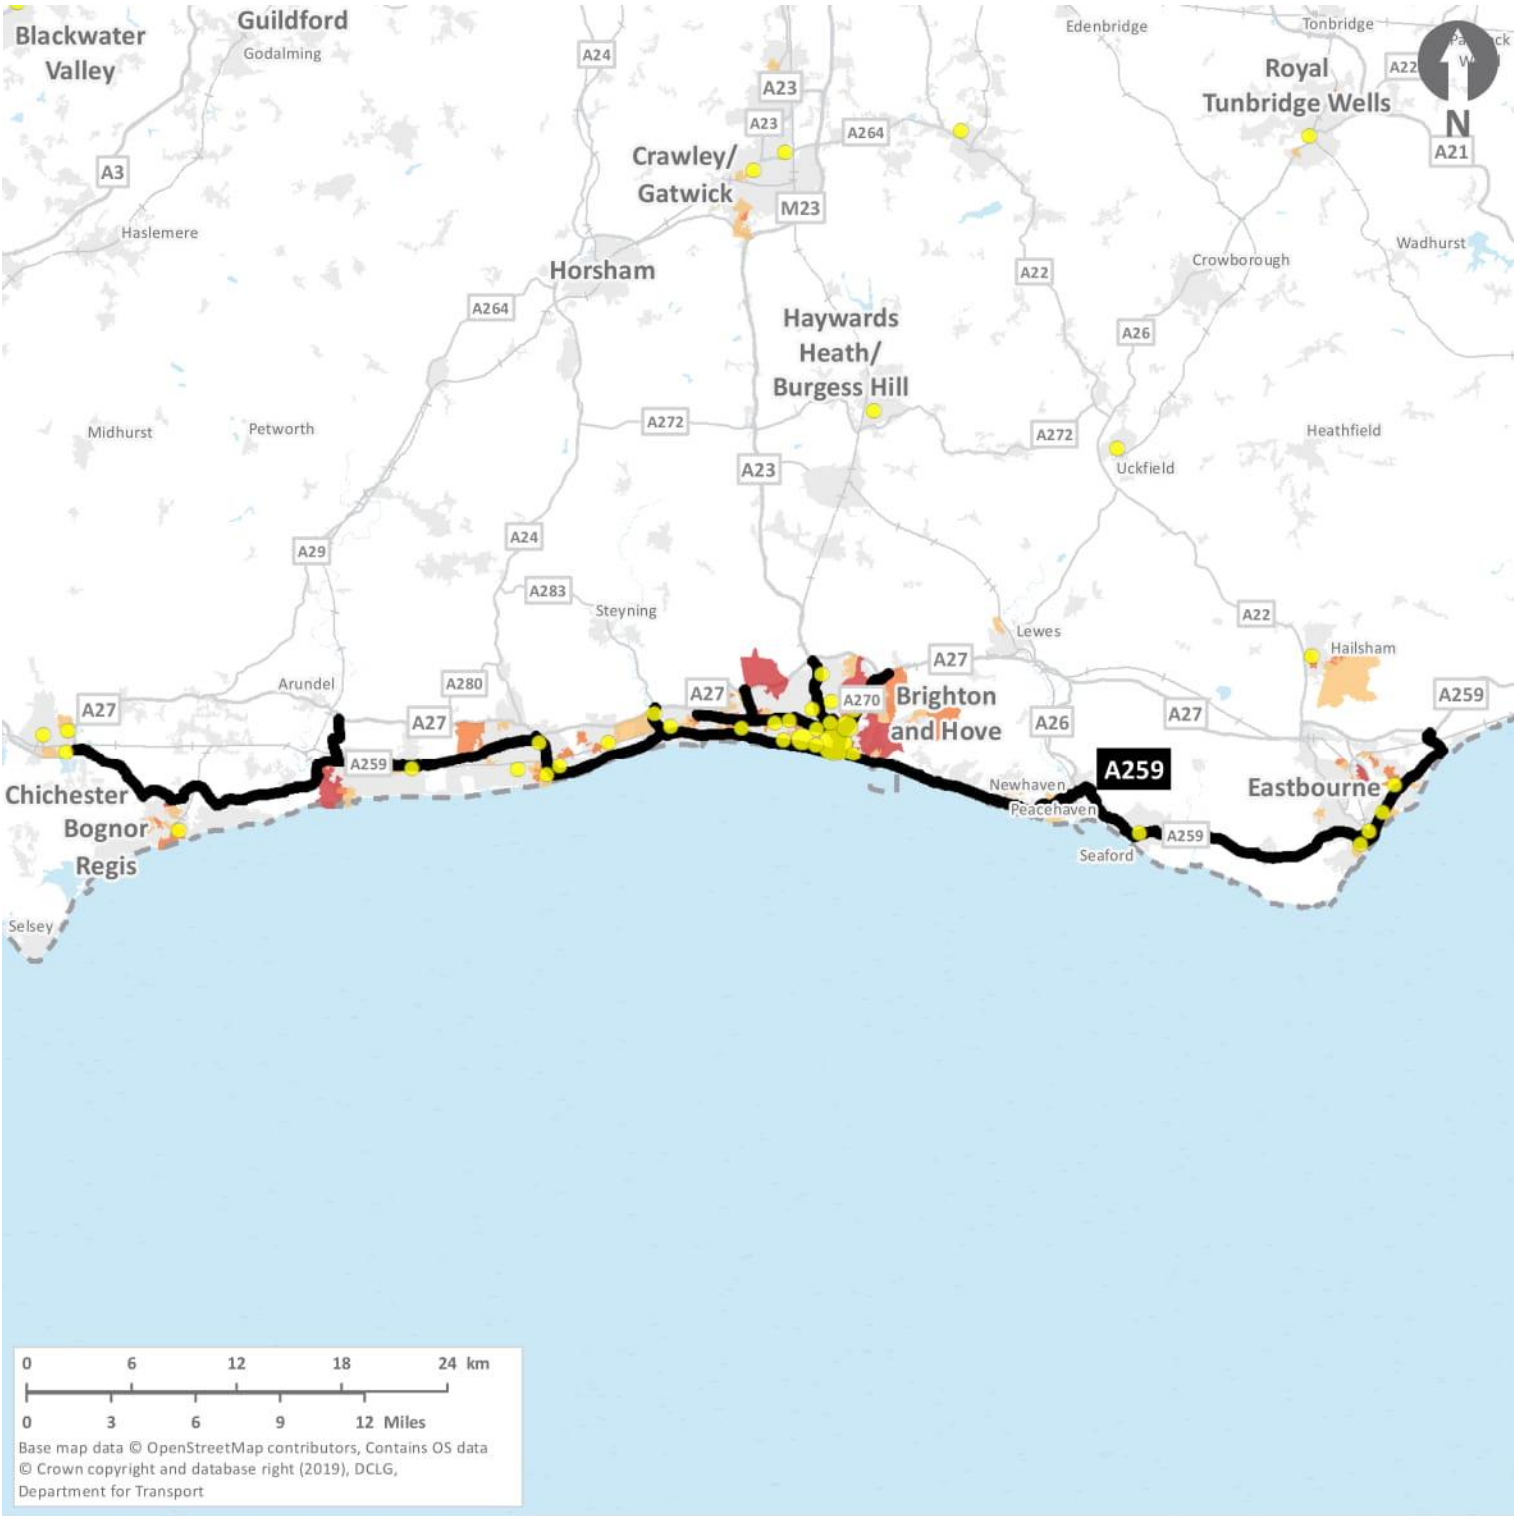 Guildford
Blackwater
Valley
Godalming
A24
Edenbridge
Tonbridge
A22
Royal
Tunbridge Wells
N
A21
A23
A23
A264
Crawley/
Gatwick
M23
A3
Haslemere
Horsham
A264
A22
Wadhurst
Crowborough
A26
Haywards
Heath/
Burgess Hill
Midhurst
Petworth
A272
A272
Heathfield
A23
Uckfield
A29
A24
A283
Steyning
A22
Lewes
Hailsham
A27
Arundel
A280
A27
A27
A27
A270
Brighton
and Hove
A26
A27
A259
A259
A259
Newhaven
Peacehaven
Eastbourne
Chichester
Bognor
Regis
A259
Seaford
Selsey
0 6 12 18 24 km
0 3 6 9 12 Miles
Base map data © OpenStreetMap contributors, Contains OS data
© Crown copyright and database right (2019), DCLG,
Department for Transport